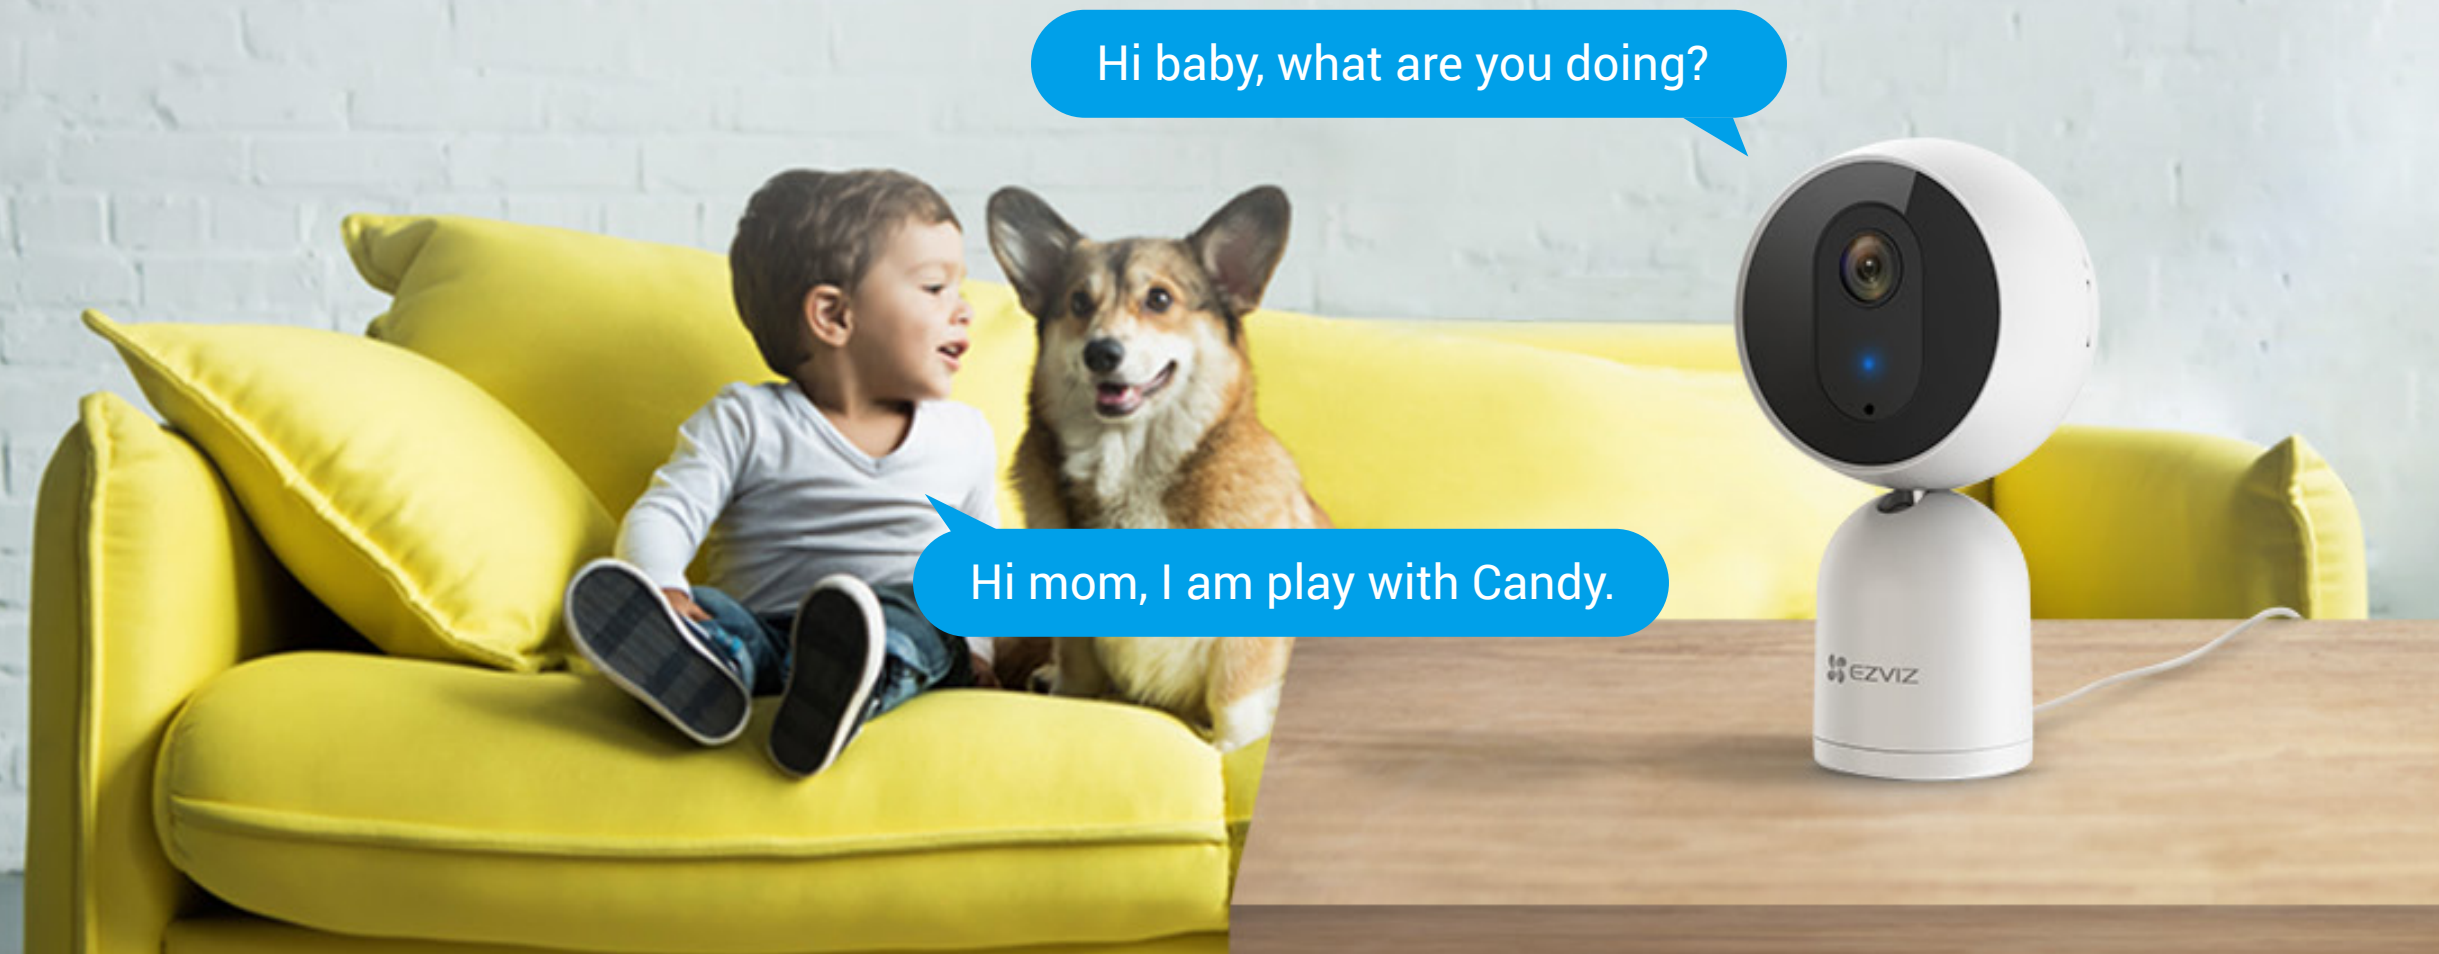 Hi baby, what are you doing?
Hi mom, I am play with Candy.
EZVIZ